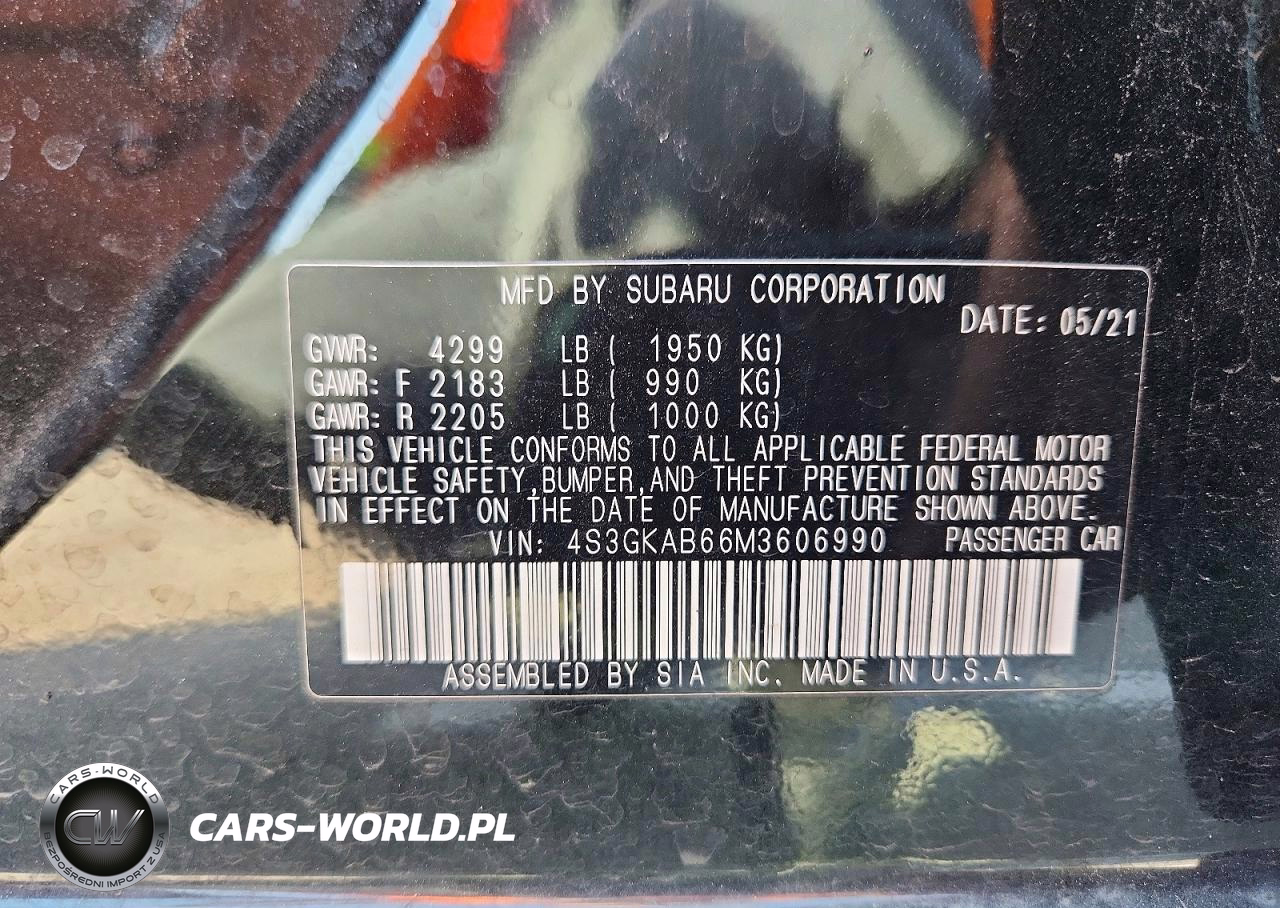 MFD BY SUBARU CORPORATION
DATE: 05/21
GVWR: 4299 LB ( 1950 KG)
GAWR: F 2183 LB ( 990 KG)
GAWR: R 2205 LB ( 1000 KG)
THIS VEHICLE CONFORMS TO ALL APPLICABLE FEDERAL MOTOR
VEHICLE SAFETY,BUMPER,AND THEFT PREVENTION STANDARDS
IN EFFECT ON THE DATE OF MANUFACTURE SHOWN ABOVE.
VIN: 4S3GKAB66M3606990 PASSENGER CAR
ASSEMBLED BY SIA INC. MADE IN U.S.A.
CARS-WORLD
CW
BEZPOŚREDNI IMPORT Z USA
CARS-WORLD.PL